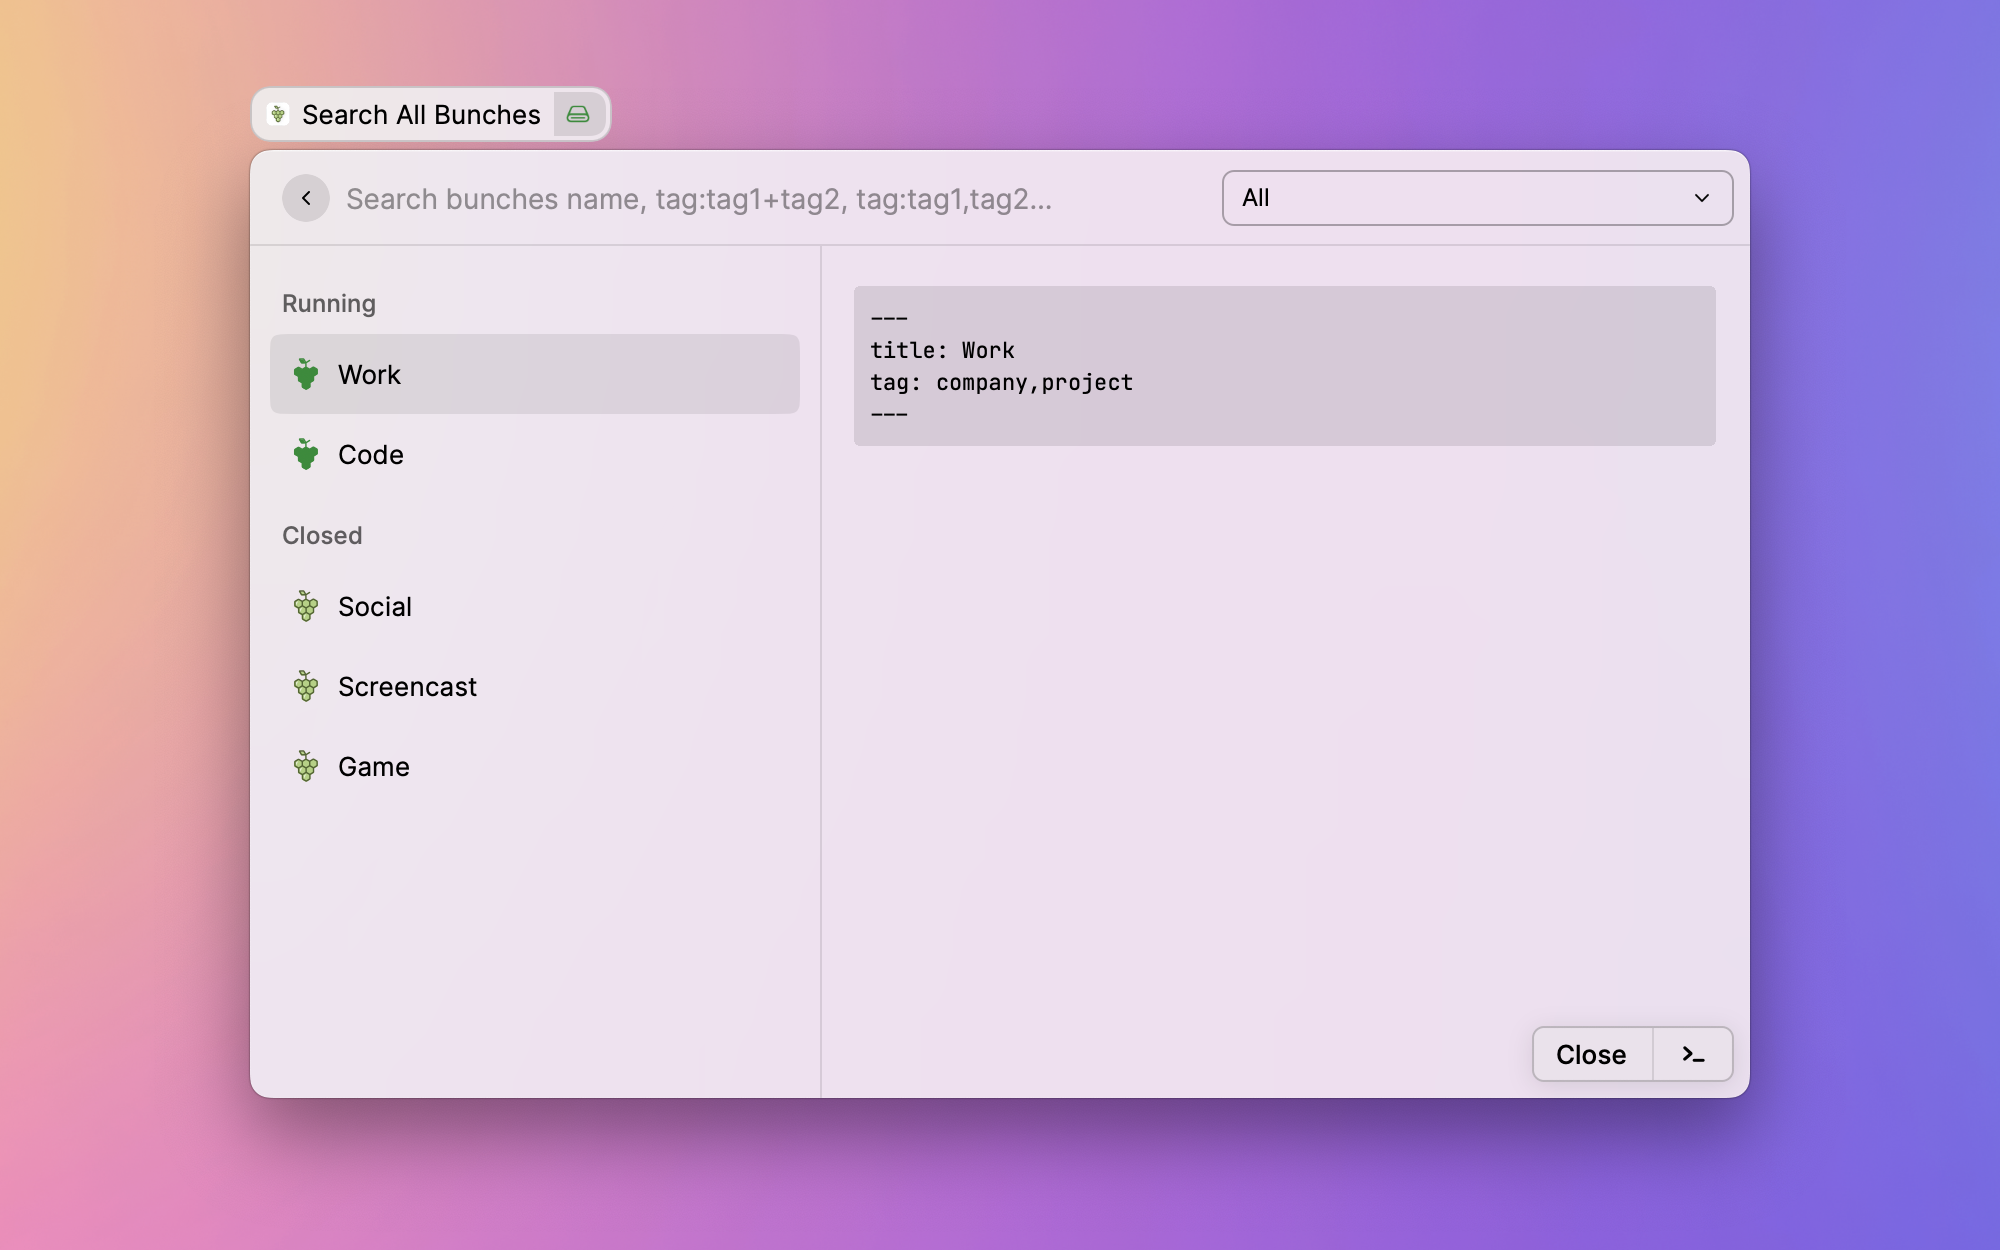 Search All Bunches
Search bunches name, tag:tag1+tag2, tag:tag1,tag2...
All
Running
Work
Code
Closed
Social
Screencast
Game
---
title: Work
tag: company,project
---
Close
>_